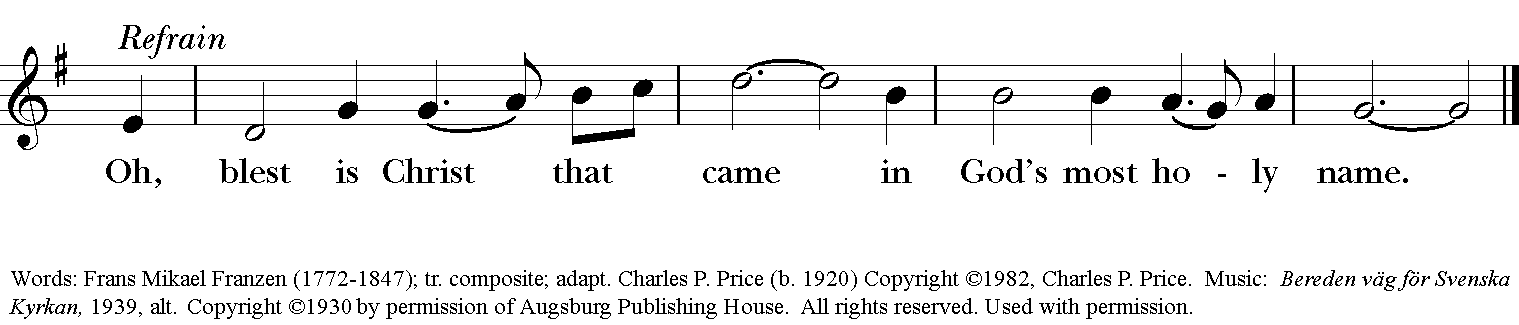 Refrain
Oh, blest is Christ that came in God's most ho - ly name.
Words: Frans Mikael Franzen (1772-1847); tr. composite; adapt. Charles P. Price (b. 1920) Copyright ©1982, Charles P. Price.  Music:  Bereden väg för Svenska
Kyrkan, 1939, alt.  Copyright ©1930 by permission of Augsburg Publishing House.  All rights reserved. Used with permission.